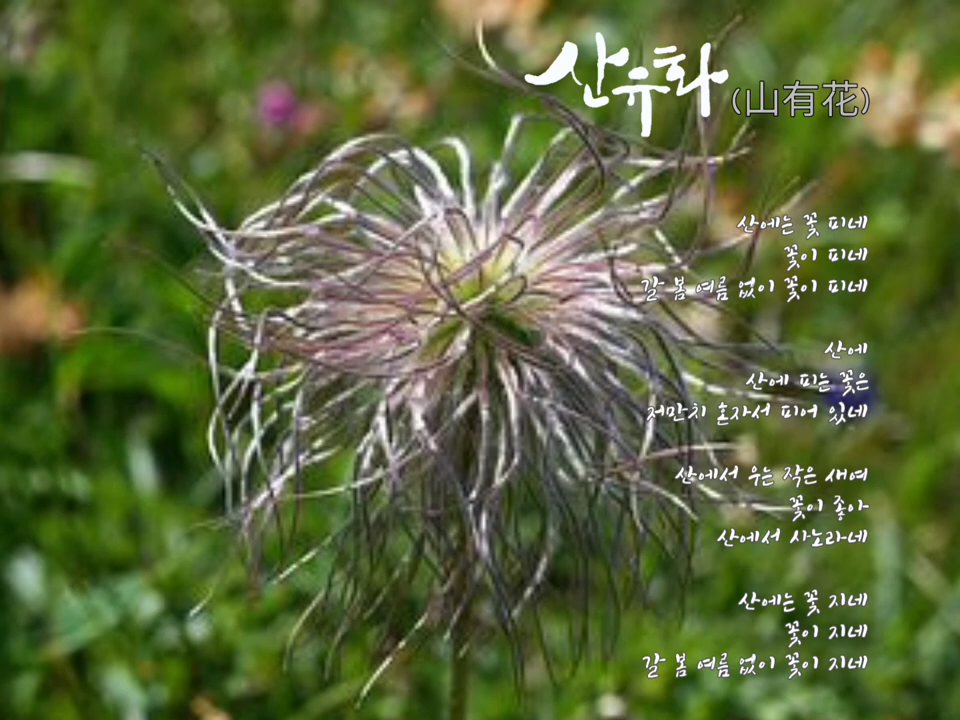 산유화 (山有花)
산에는 꽃 피네
꽃이 피네
갈 봄 여름 없이 꽃이 피네
산에
산에 피는 꽃은
저만치 혼자서 피어 있네
산에서 우는 작은 새여
꽃이 좋아
산에서 사노라네
산에는 꽃 지네
꽃이 지네
갈 봄 여름 없이 꽃이 지네